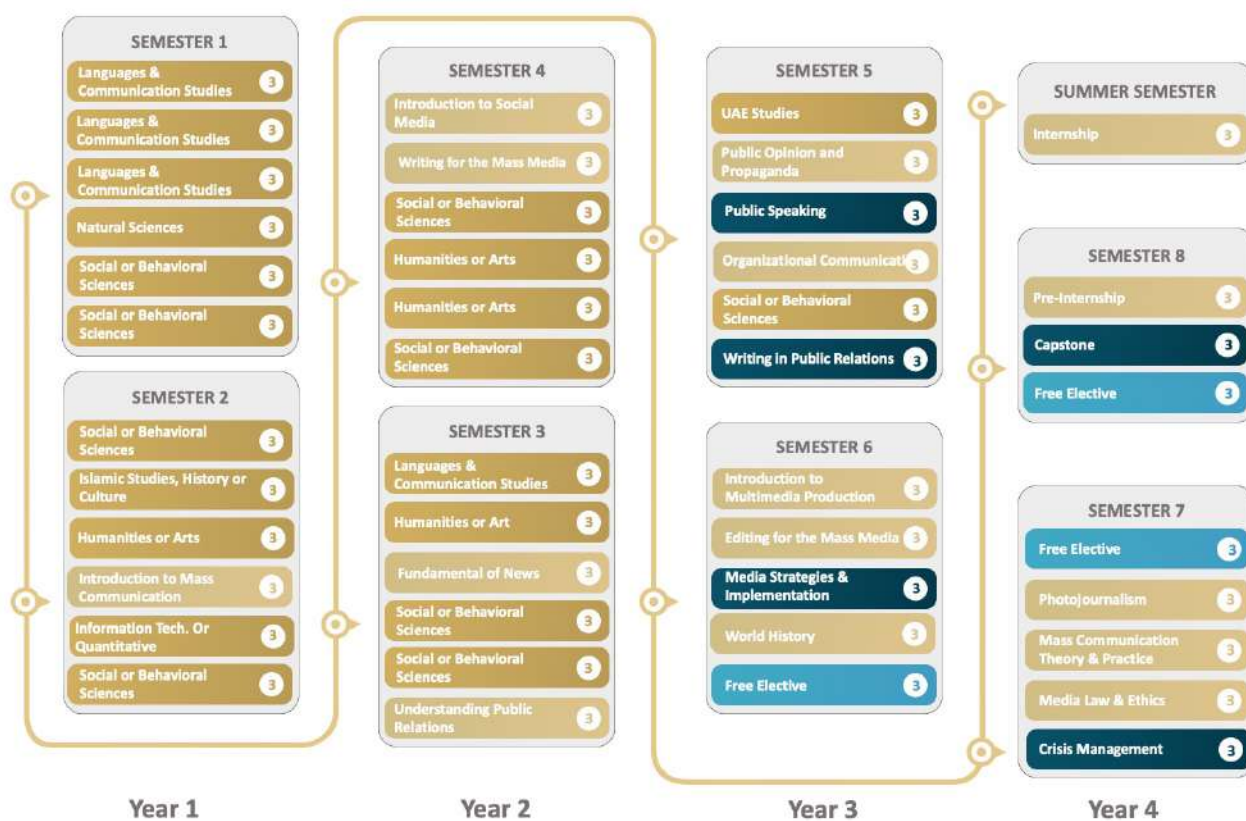 SEMESTER 1
Languages &
Communication Studies
3
Languages &
Communication Studies
3
Languages &
Communication Studies
3
Natural Sciences
3
Social or Behavioral
Sciences
3
Social or Behavioral
Sciences
3
SEMESTER 2
Social or Behavioral
Sciences
3
Islamic Studies, History or
Culture
3
Humanities or Arts
3
Introduction to Mass
Communication
3
Information Tech. Or
Quantitative
3
Social or Behavioral
Sciences
3
SEMESTER 4
Introduction to Social
Media
3
Writing for the Mass Media
3
Social or Behavioral
Sciences
3
Humanities or Arts
3
Humanities or Arts
3
Social or Behavioral
Sciences
3
SEMESTER 3
Languages &
Communication Studies
3
Humanities or Art
3
Fundamental of News
3
Social or Behavioral
Sciences
3
Social or Behavioral
Sciences
3
Understanding Public
Relations
3
SEMESTER 5
UAE Studies
3
Public Opinion and
Propaganda
3
Public Speaking
3
Organizational Communicati
3
Social or Behavioral
Sciences
3
Writing in Public Relations
3
SEMESTER 6
Introduction to
Multimedia Production
3
Editing for the Mass Media
3
Media Strategies &
Implementation
3
World History
3
Free Elective
3
SUMMER SEMESTER
Internship
3
SEMESTER 8
Pre-Internship
3
Capstone
3
Free Elective
3
SEMESTER 7
Free Elective
3
Photojournalism
3
Mass Communication
Theory & Practice
3
Media Law & Ethics
3
Crisis Management
3
Year 1
Year 2
Year 3
Year 4